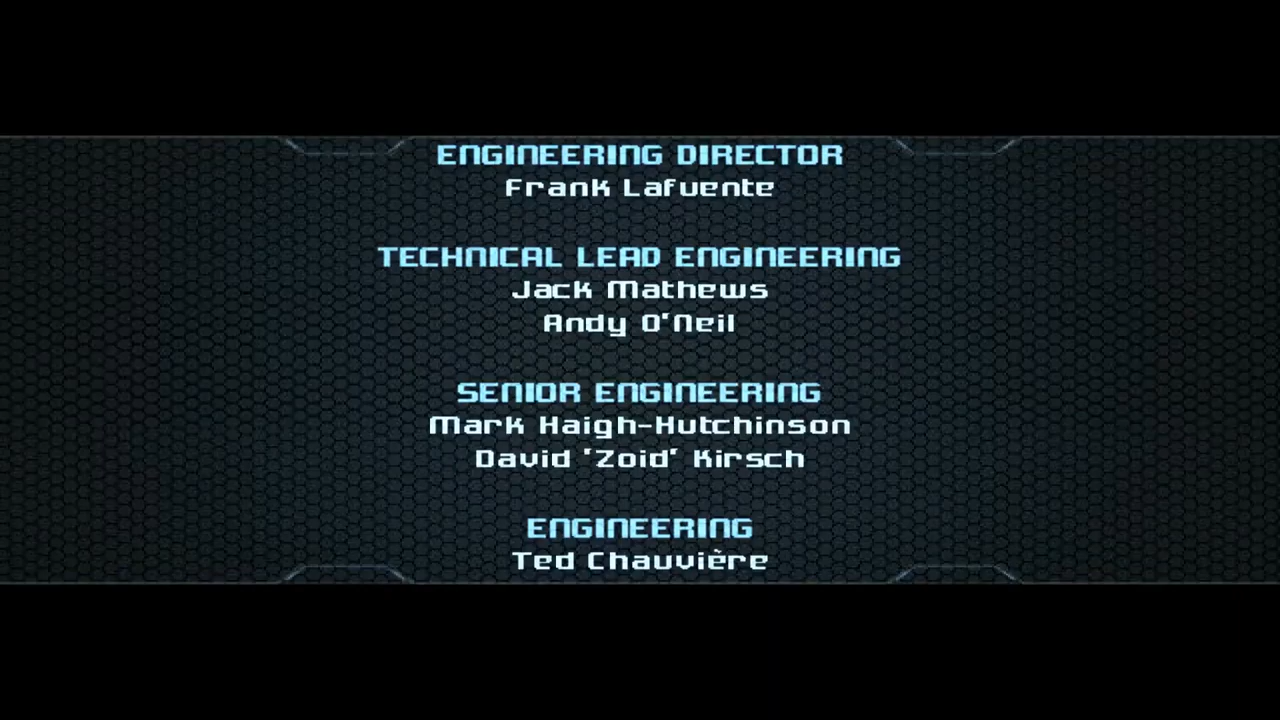 ENGINEERING DIRECTOR
Frank Lafuente
TECHNICAL LEAD ENGINEERING
Jack Mathews
Andy O'Neil
SENIOR ENGINEERING
Mark Haigh-Hutchinson
David 'Zoid' Kirsch
ENGINEERING
Ted Chauvière